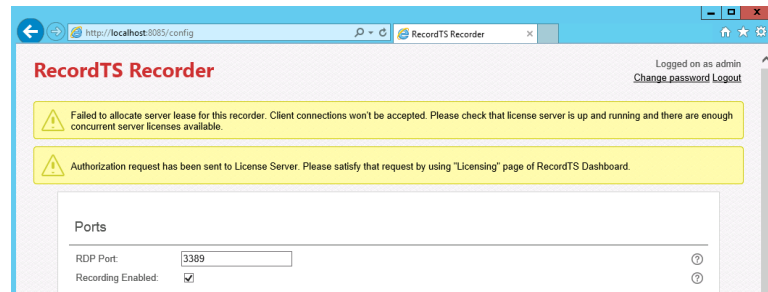 http://localhost:8085/config
RecordTS Recorder
RecordTS Recorder
Logged on as admin
Change password Logout
Failed to allocate server lease for this recorder. Client connections won't be accepted. Please check that license server is up and running and there are enough
concurrent server licenses available.
Authorization request has been sent to License Server. Please satisfy that request by using "Licensing" page of RecordTS Dashboard.
Ports
RDP Port: 3389
Recording Enabled: